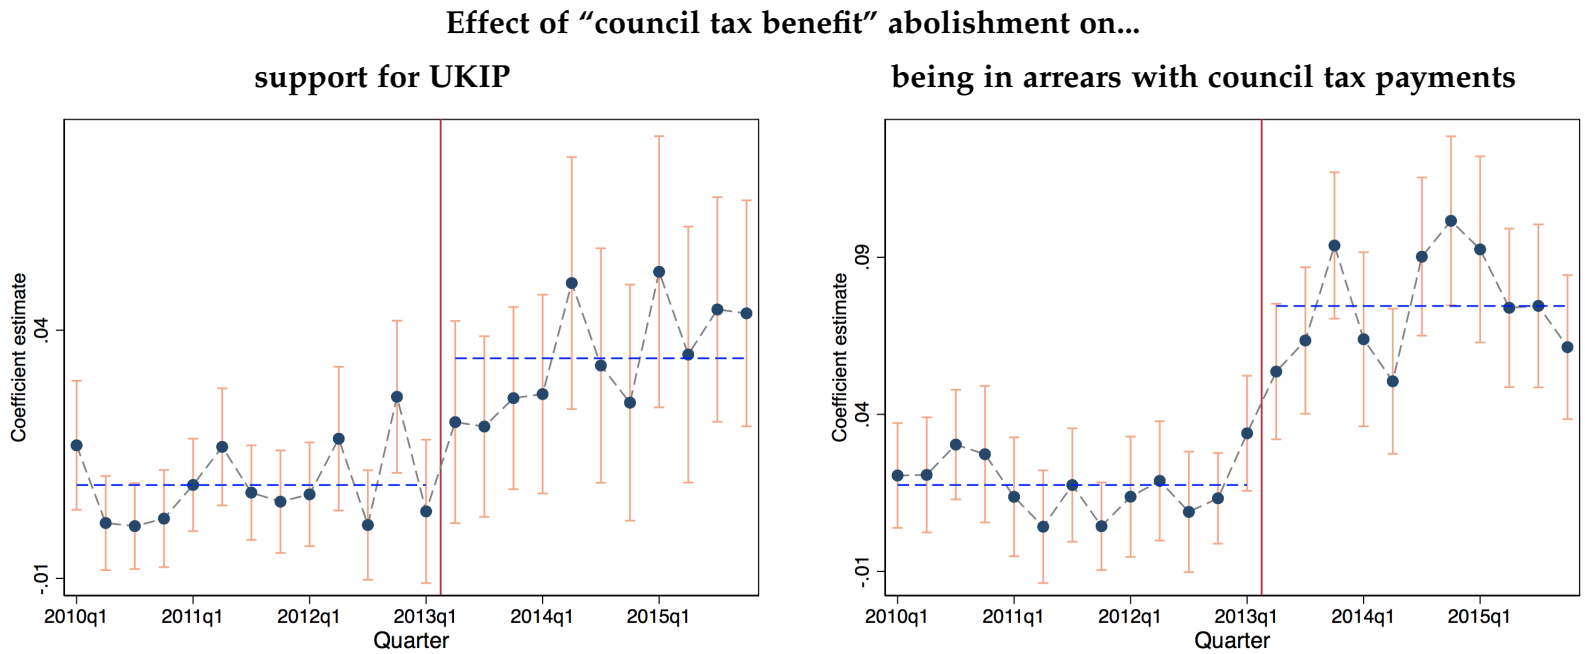 Effect of “council tax benefit” abolishment on...
support for UKIP
being in arrears with council tax payments
Coefficient estimate
.04
-.01
2010q1 2011q1 2012q1 2013q1 2014q1 2015q1
Quarter
Coefficient estimate
.09
.04
-.01
2010q1 2011q1 2012q1 2013q1 2014q1 2015q1
Quarter